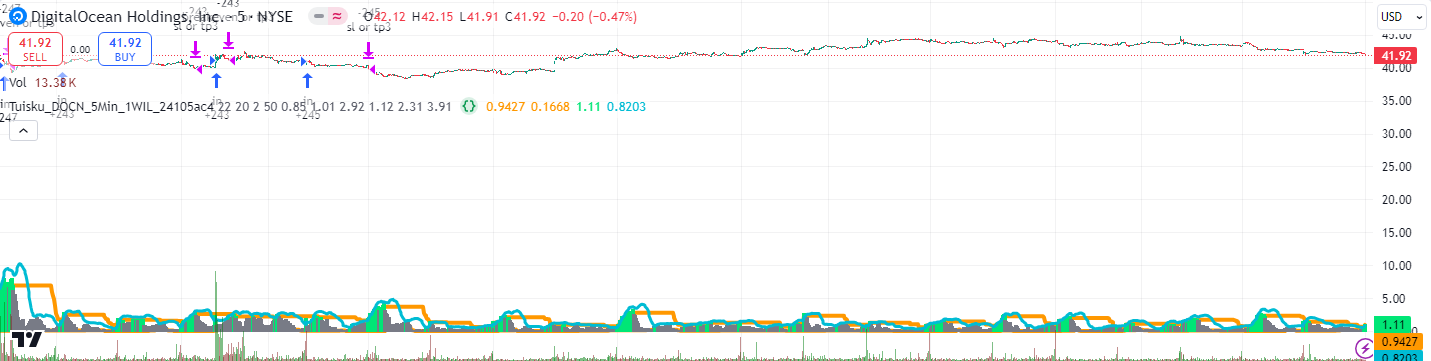 DigitalOcean Holdings, Inc. · 5 · NYSE
O42.12 H42.15 L41.91 C41.92 −0.20 (−0.47%)
USD
-243
-245
sl or tp3
sl or tp3
41.92
SELL
0.00
41.92
BUY
45.00
41.92
40.00
Vol 13.38 K
Tuisku_DOCN_5Min_1WIL_24105ac4 22 20 2 50 0.85 1.01 2.92 1.12 2.31 3.91 {} 0.9427 0.1668 1.11 0.8203
in
in
+243
+245
35.00
30.00
25.00
20.00
15.00
10.00
5.00
1.11
0.9427
0.8203